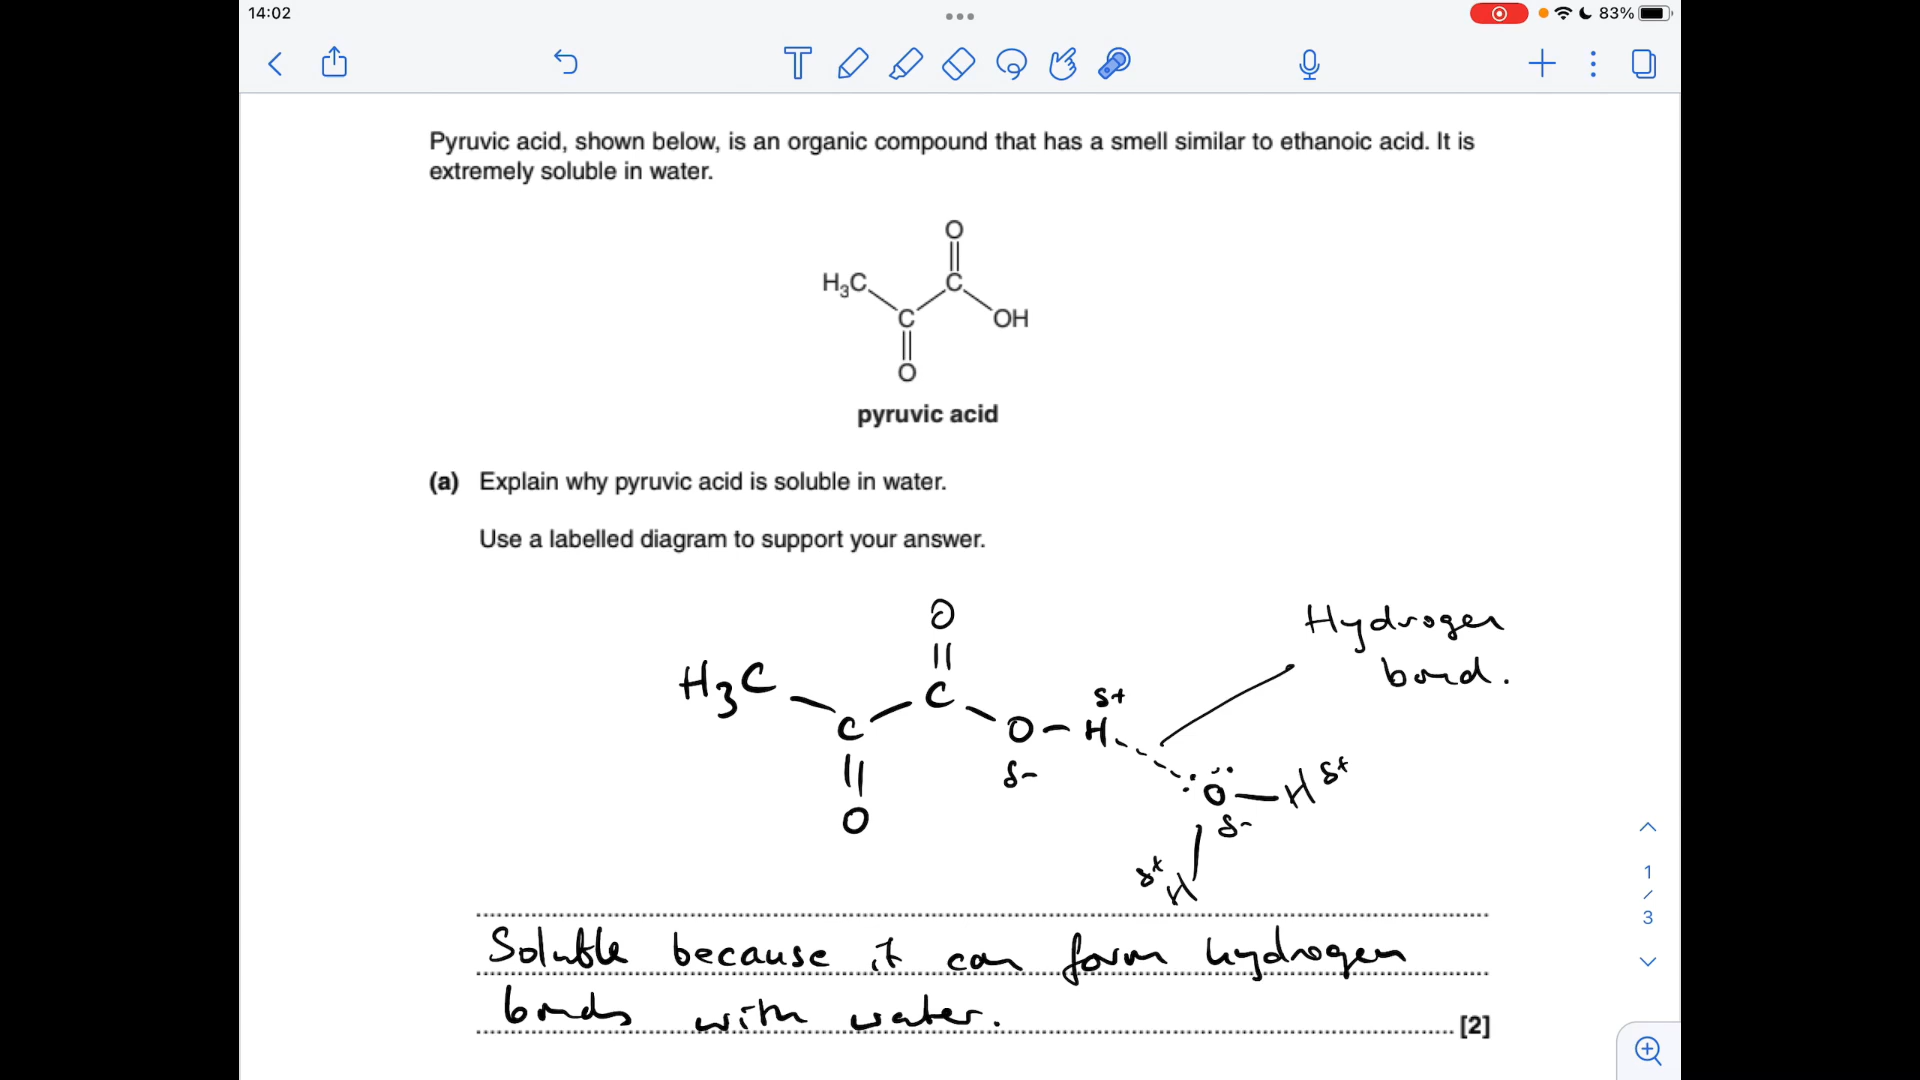 14:02
83%
Pyruvic acid, shown below, is an organic compound that has a smell similar to ethanoic acid. It is
extremely soluble in water.
O
H₃C
C
C
OH
O
pyruvic acid
(a) Explain why pyruvic acid is soluble in water.
Use a labelled diagram to support your answer.
O
Hydrogen
bond.
H₃C
C
δ+
C
O
H
δ-
O
H
δ+
O
δ-
δ+
H
Soluble because it can form hydrogen
bonds with water.
[2]
1
/
3